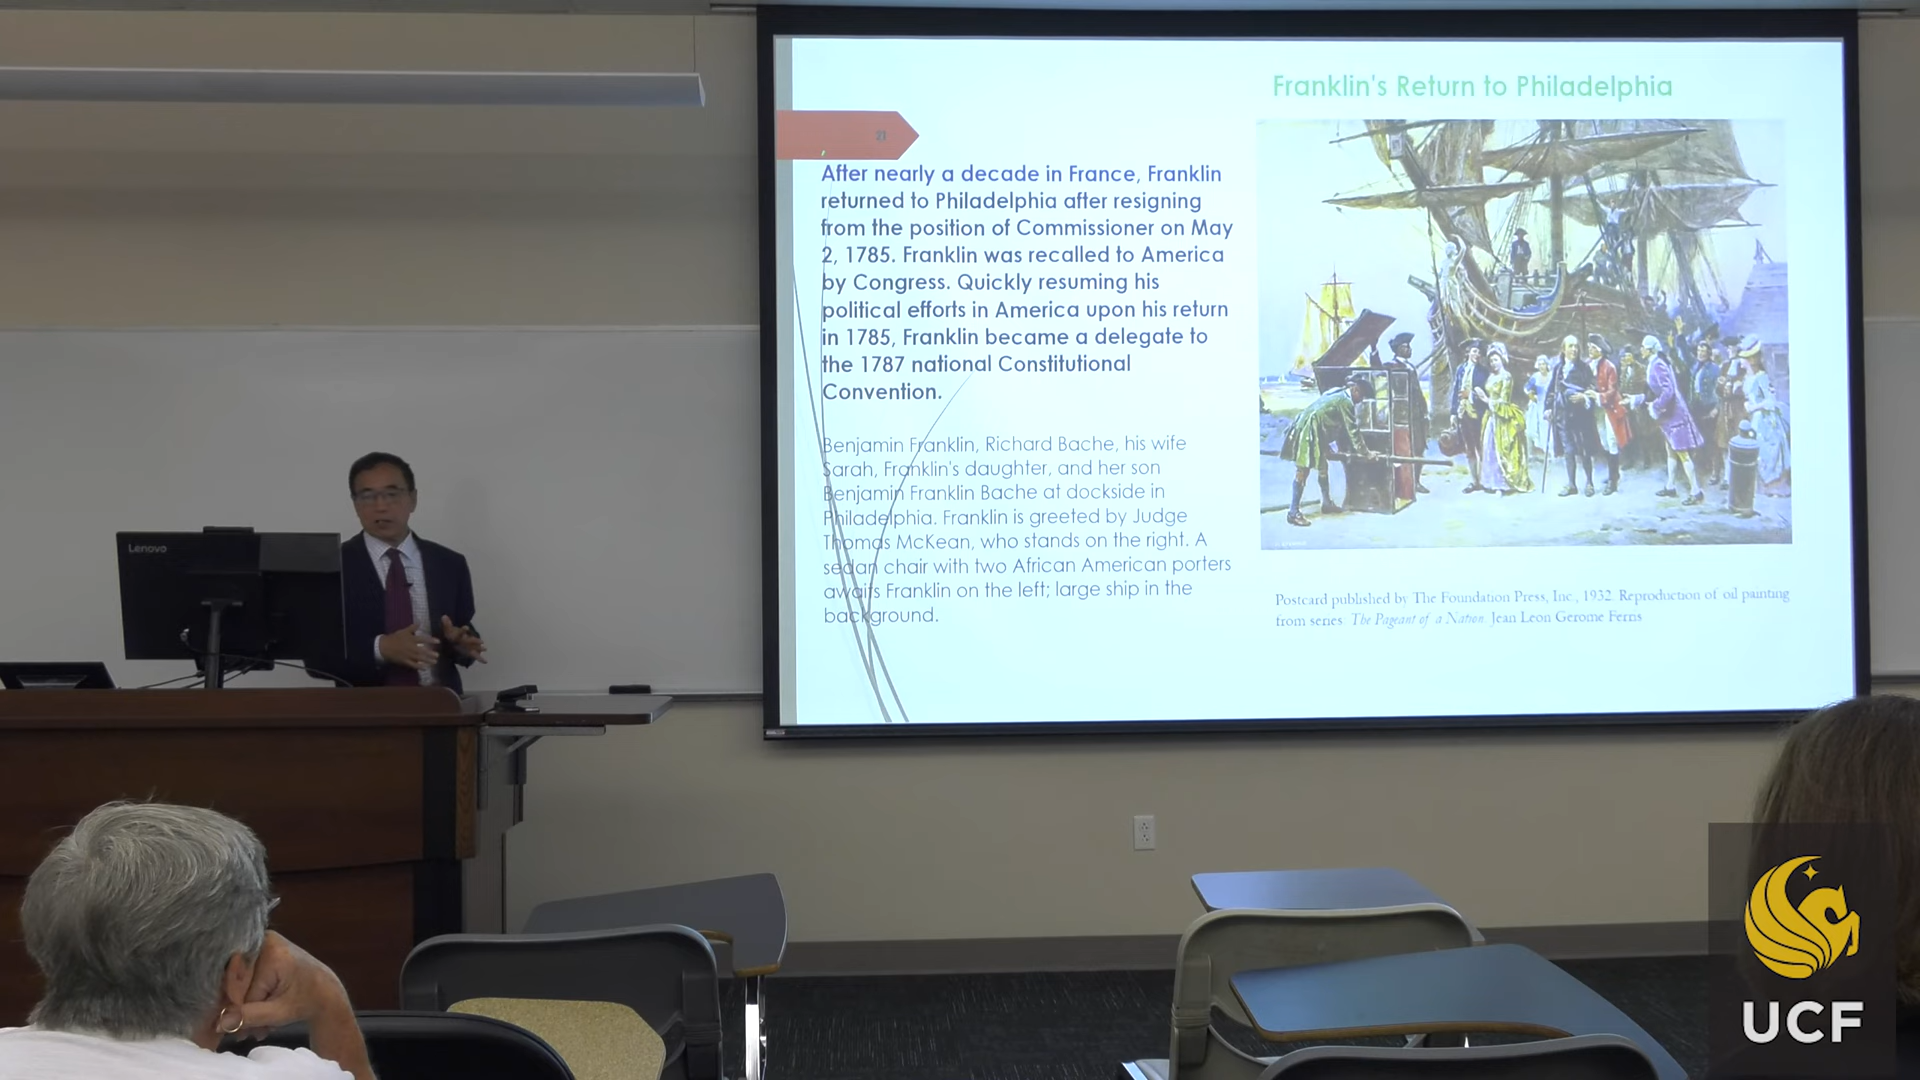 Franklin's Return to Philadelphia
21
After nearly a decade in France, Franklin
returned to Philadelphia after resigning
from the position of Commissioner on May
2, 1785. Franklin was recalled to America
by Congress. Quickly resuming his
political efforts in America upon his return
in 1785, Franklin became a delegate to
the 1787 national Constitutional
Convention.
Benjamin Franklin, Richard Bache, his wife
Sarah, Franklin's daughter, and her son
Benjamin Franklin Bache at dockside in
Philadelphia. Franklin is greeted by Judge
Thomas McKean, who stands on the right. A
sedan chair with two African American porters
awaits Franklin on the left; large ship in the
background.
Postcard published by The Foundation Press, Inc., 1932. Reproduction of oil painting
from series: The Pageant of a Nation. Jean Leon Gerome Ferris
Lenovo
UCF